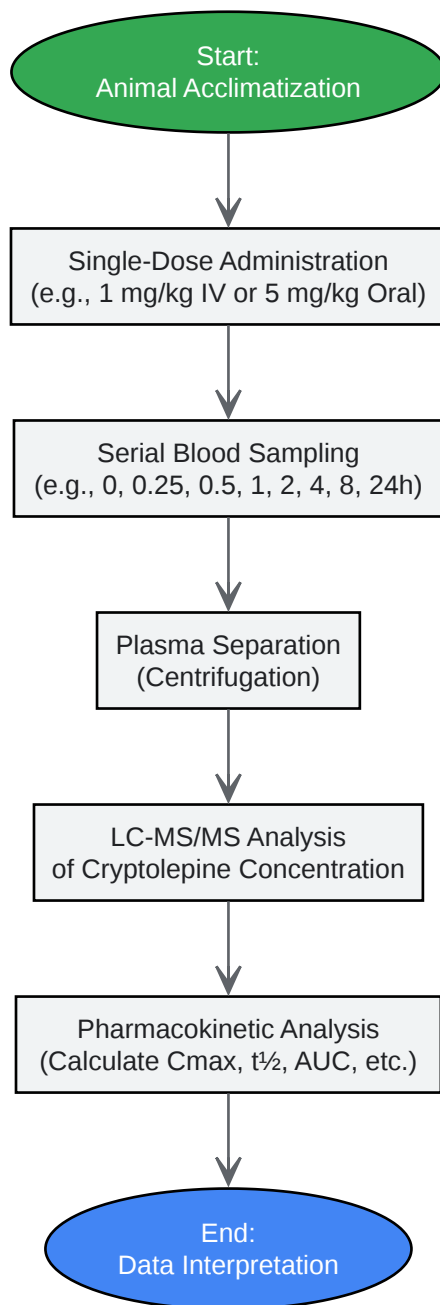 Start:
Animal Acclimatization
Single-Dose Administration
(e.g., 1 mg/kg IV or 5 mg/kg Oral)
Serial Blood Sampling
(e.g., 0, 0.25, 0.5, 1, 2, 4, 8, 24h)
Plasma Separation
(Centrifugation)
LC-MS/MS Analysis
of Cryptolepine Concentration
Pharmacokinetic Analysis
(Calculate Cmax, t½, AUC, etc.)
End:
Data Interpretation